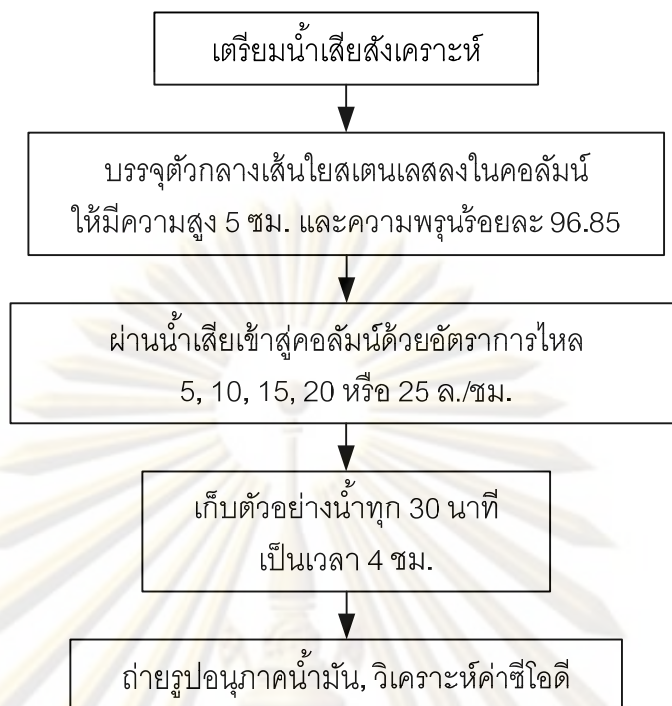 เตรียมน้ำเสียสังเคราะห์
บรรจุตัวกลางเส้นใยสเตนเลสลงในคอลัมน์
ให้มีความสูง 5 ซม. และความพรุนร้อยละ 96.85
ผ่านน้ำเสียเข้าสู่คอลัมน์ด้วยอัตราการไหล
5, 10, 15, 20 หรือ 25 ล./ชม.
เก็บตัวอย่างน้ำทุก 30 นาที
เป็นเวลา 4 ชม.
ถ่ายรูปอนุภาคน้ำมัน, วิเคราะห์ค่าซีโอดี